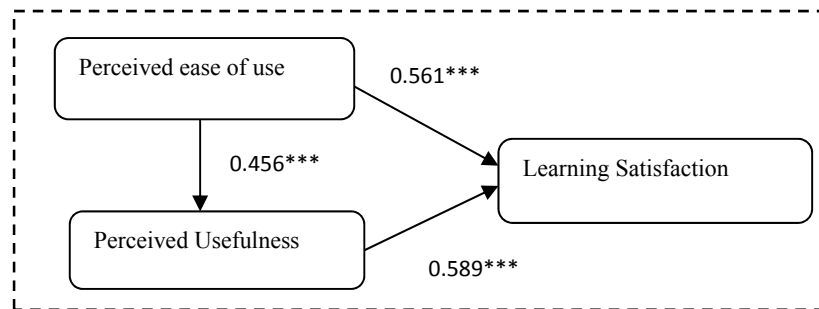 Perceived ease of use
0.561***
0.456***
Learning Satisfaction
Perceived Usefulness
0.589***